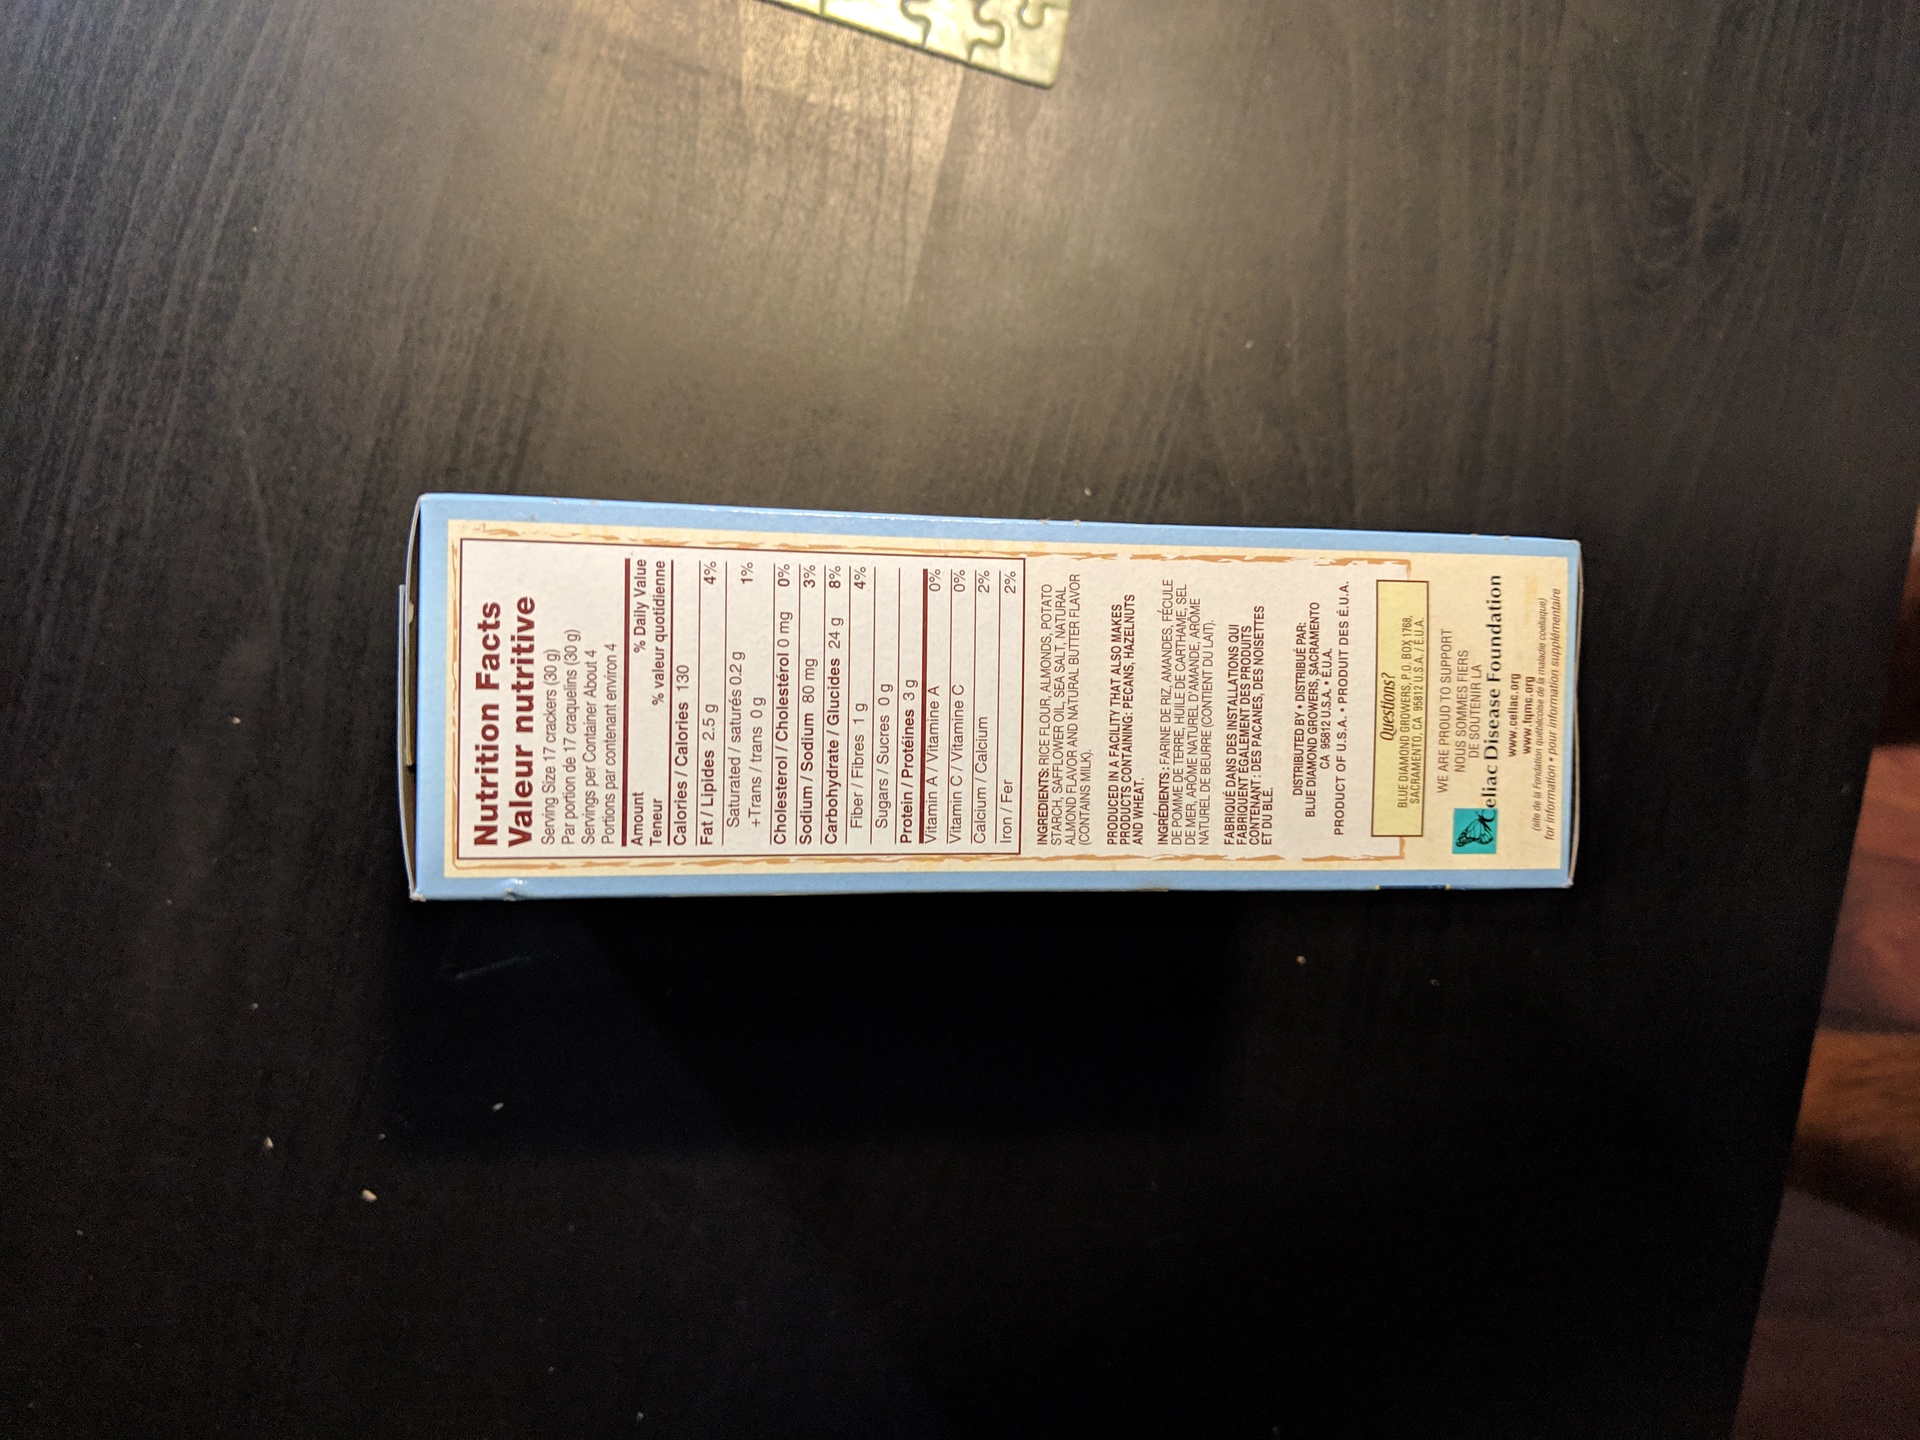 Nutrition Facts
Valeur nutritive
Serving Size 17 crackers (30 g)
Par portion de 17 craquelins (30 g)
Servings per Container About 4
Portions par contenant environ 4
Amount % Daily Value
Teneur % valeur quotidienne
Calories / Calories 130
Fat / Lipides 2.5 g 4%
Saturated / saturés 0.2 g 1%
+Trans / trans 0 g
Cholesterol / Cholestérol 0 mg 0%
Sodium / Sodium 80 mg 3%
Carbohydrate / Glucides 24 g 8%
Fiber / Fibres 1 g 4%
Sugars / Sucres 0 g
Protein / Protéines 3 g
Vitamin A / Vitamine A 0%
Vitamin C / Vitamine C 0%
Calcium / Calcium 2%
Iron / Fer 2%
INGREDIENTS: RICE FLOUR, ALMONDS, POTATO
STARCH, SAFFLOWER OIL, SEA SALT, NATURAL
ALMOND FLAVOR AND NATURAL BUTTER FLAVOR
(CONTAINS MILK).
PRODUCED IN A FACILITY THAT ALSO MAKES
PRODUCTS CONTAINING: PECANS, HAZELNUTS
AND WHEAT.
INGRÉDIENTS : FARINE DE RIZ, AMANDES, FÉCULE
DE POMME DE TERRE, HUILE DE CARTHAME, SEL
DE MER, ARÔME NATUREL D'AMANDE, ARÔME
NATUREL DE BEURRE (CONTIENT DU LAIT).
FABRIQUÉ DANS DES INSTALLATIONS QUI
FABRIQUENT ÉGALEMENT DES PRODUITS
CONTENANT : DES PACANES, DES NOISETTES
ET DU BLÉ.
DISTRIBUTED BY • DISTRIBUÉ PAR:
BLUE DIAMOND GROWERS, SACRAMENTO
CA 95812 U.S.A. • E.U.A.
PRODUCT OF U.S.A. • PRODUIT DES É.U.A.
Questions?
BLUE DIAMOND GROWERS, P.O. BOX 1768,
SACRAMENTO, CA 95812 U.S.A. / E.U.A.
WE ARE PROUD TO SUPPORT
NOUS SOMMES FIERS
DE SOUTENIR LA
Celiac Disease Foundation
www.celiac.org
www.fqmc.org
(site de la Fondation québécoise de la maladie coeliaque)
for information • pour information supplémentaire